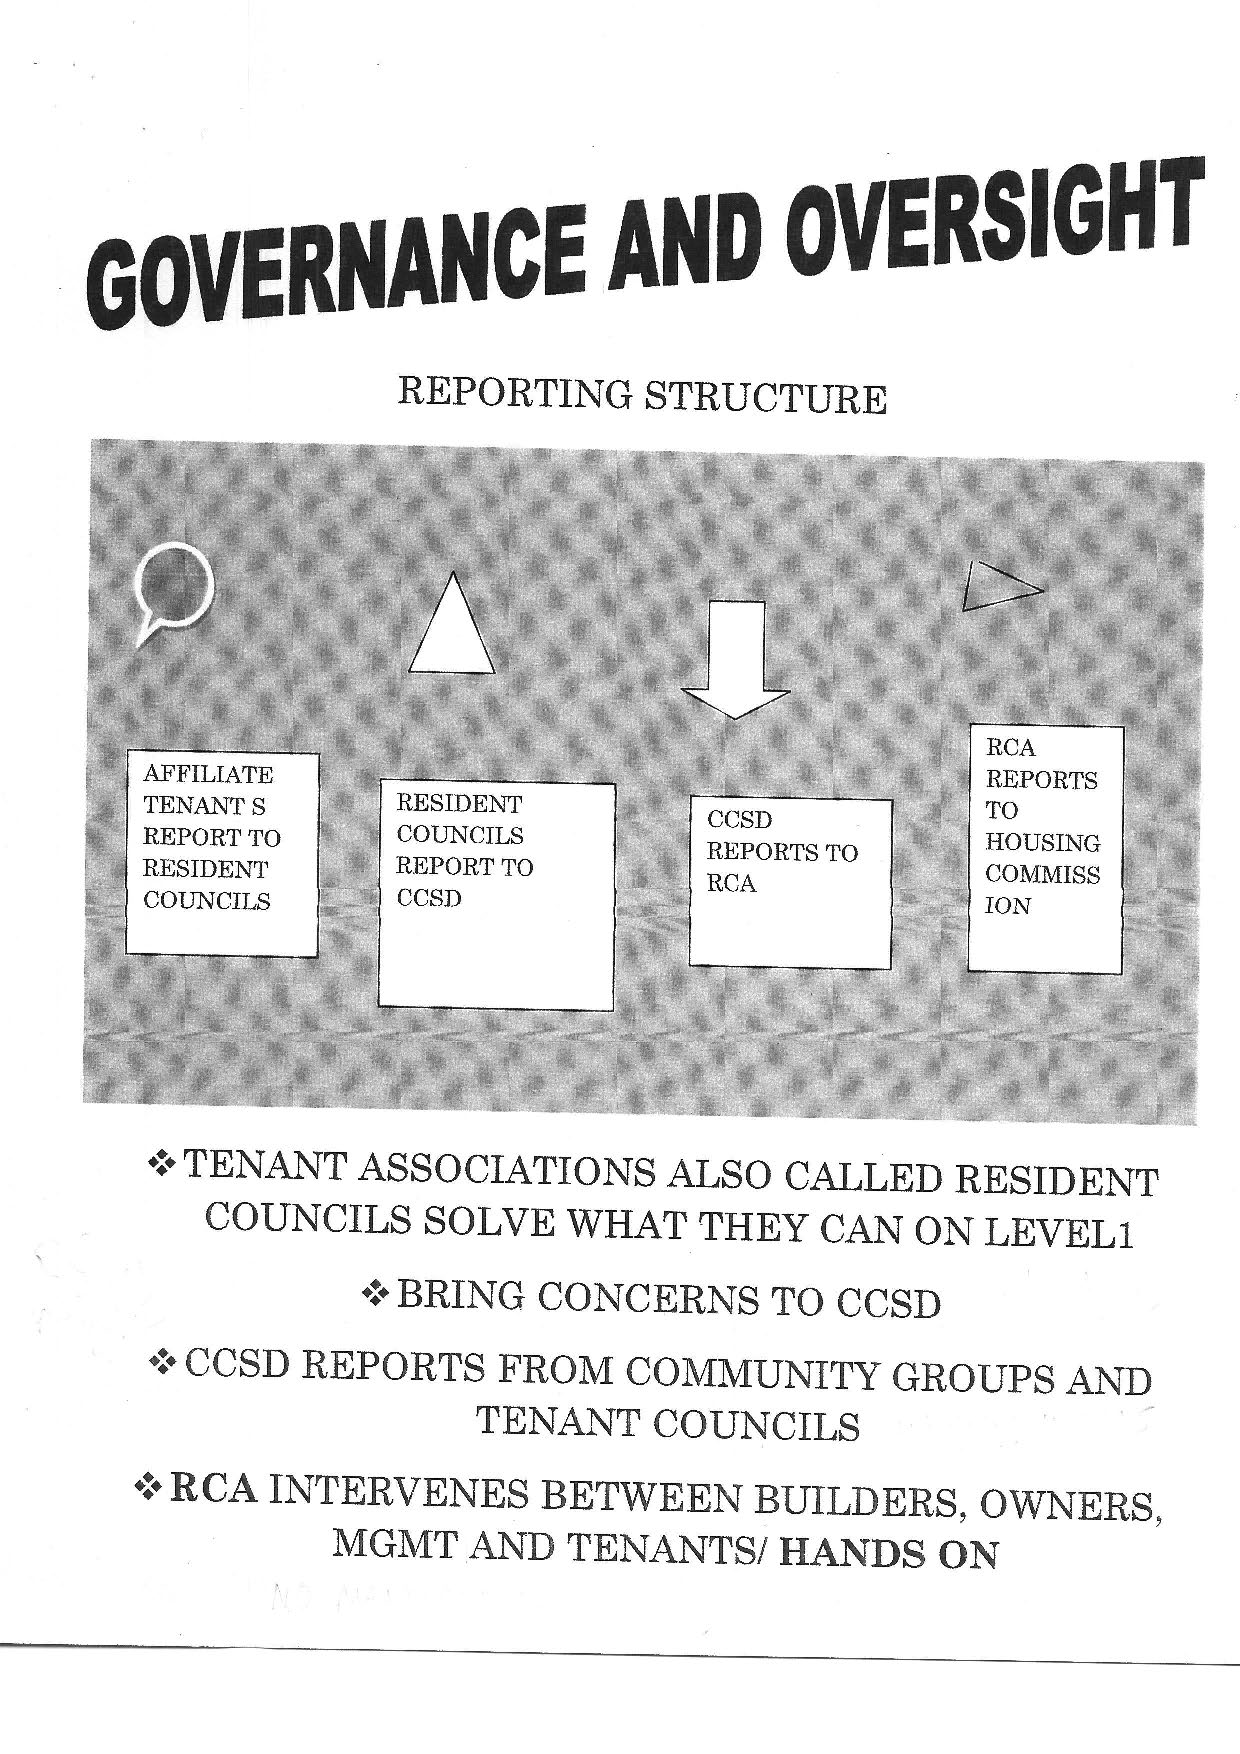 GOVERNANCE AND OVERSIGHT
REPORTING STRUCTURE
AFFILIATE
TENANT S
REPORT TO
RESIDENT
COUNCILS
RESIDENT
COUNCILS
REPORT TO
CCSD
CCSD
REPORTS TO
RCA
RCA
REPORTS
TO
HOUSING
COMMISS
ION
❖TENANT ASSOCIATIONS ALSO CALLED RESIDENT
COUNCILS SOLVE WHAT THEY CAN ON LEVEL1
❖BRING CONCERNS TO CCSD
❖CCSD REPORTS FROM COMMUNITY GROUPS AND
TENANT COUNCILS
❖RCA INTERVENES BETWEEN BUILDERS, OWNERS,
MGMT AND TENANTS/ HANDS ON